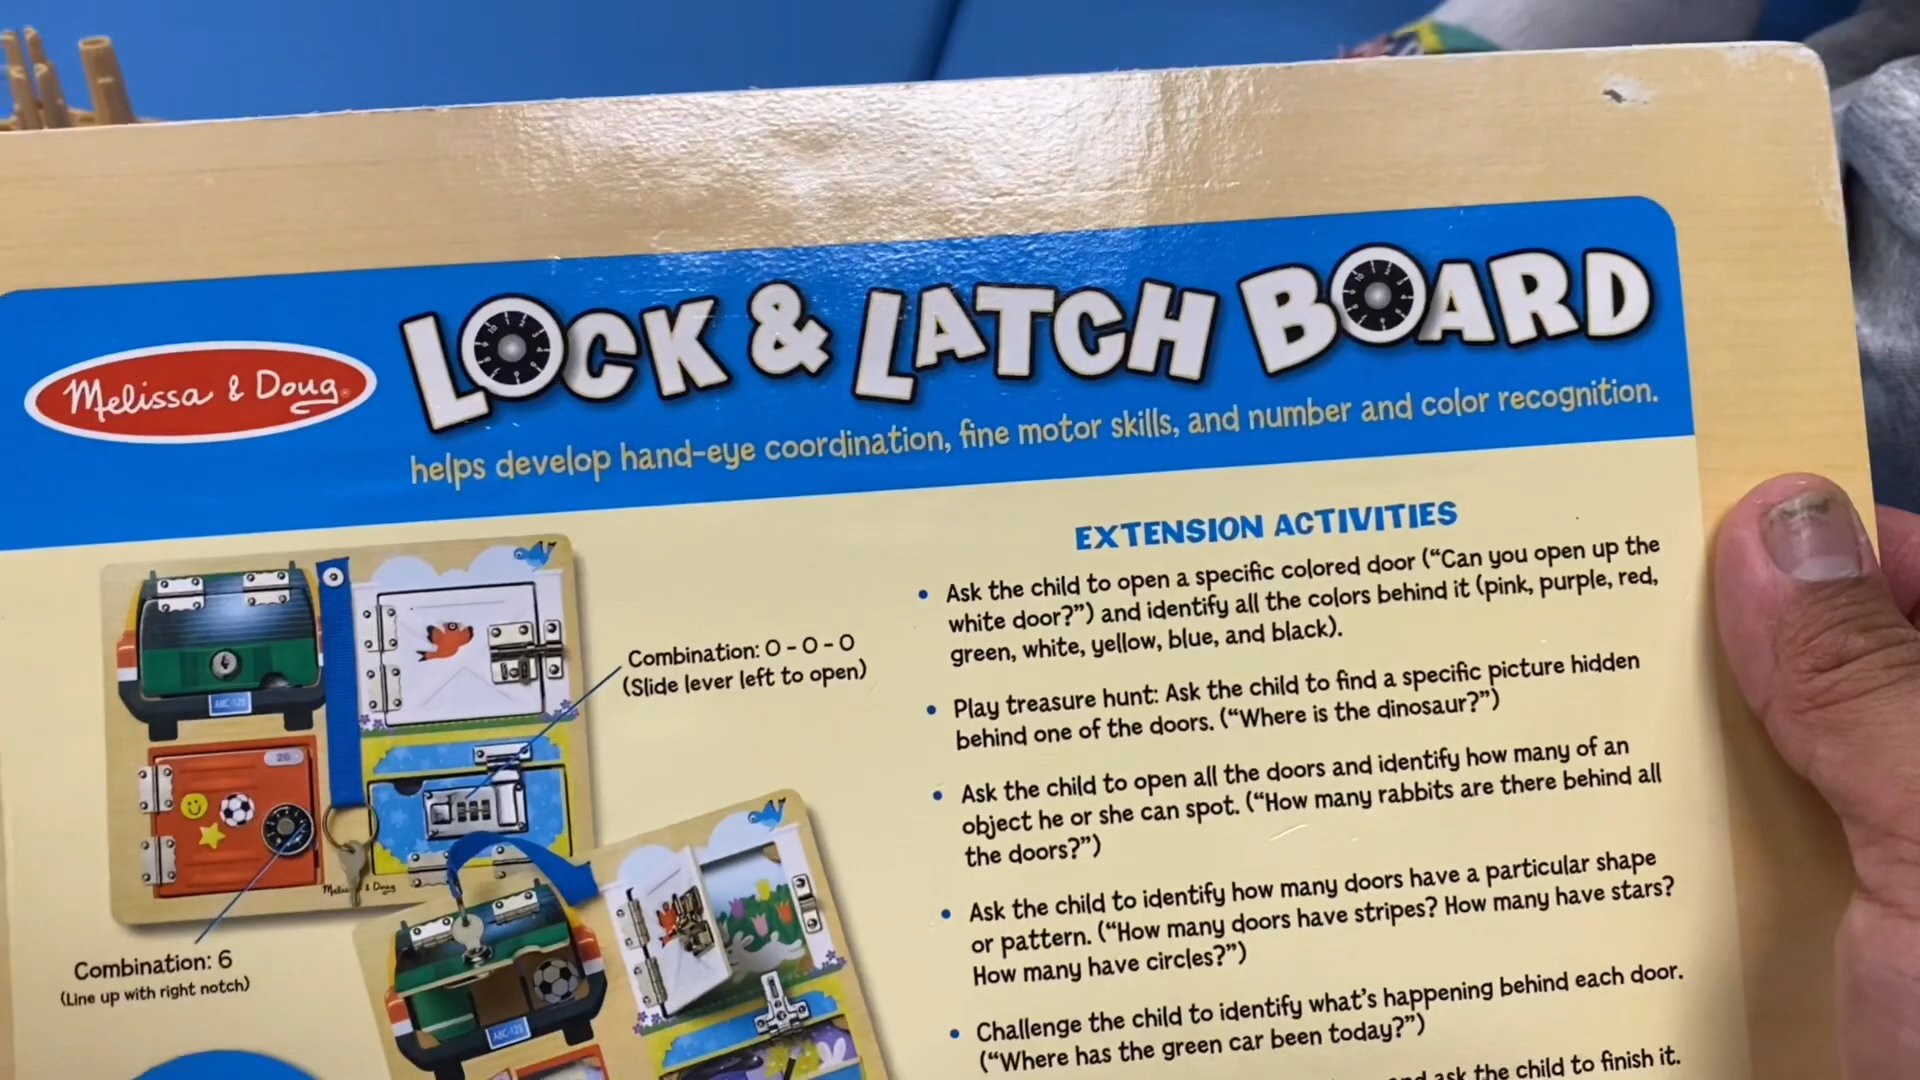 Melissa & Doug
LOCK & LATCH BOARD
helps develop hand-eye coordination, fine motor skills, and number and color recognition.
Combination: 0 - 0 - 0
(Slide lever left to open)
ABC-123
26
Melissa & Doug
Combination: 6
(Line up with right notch)
ABC-123
EXTENSION ACTIVITIES
• Ask the child to open a specific colored door (“Can you open up the
white door?”) and identify all the colors behind it (pink, purple, red,
green, white, yellow, blue, and black).
• Play treasure hunt: Ask the child to find a specific picture hidden
behind one of the doors. (“Where is the dinosaur?”)
• Ask the child to open all the doors and identify how many of an
object he or she can spot. (“How many rabbits are there behind all
the doors?”)
• Ask the child to identify how many doors have a particular shape
or pattern. (“How many doors have stripes? How many have stars?
How many have circles?”)
• Challenge the child to identify what’s happening behind each door.
(“Where has the green car been today?”)
and ask the child to finish it.